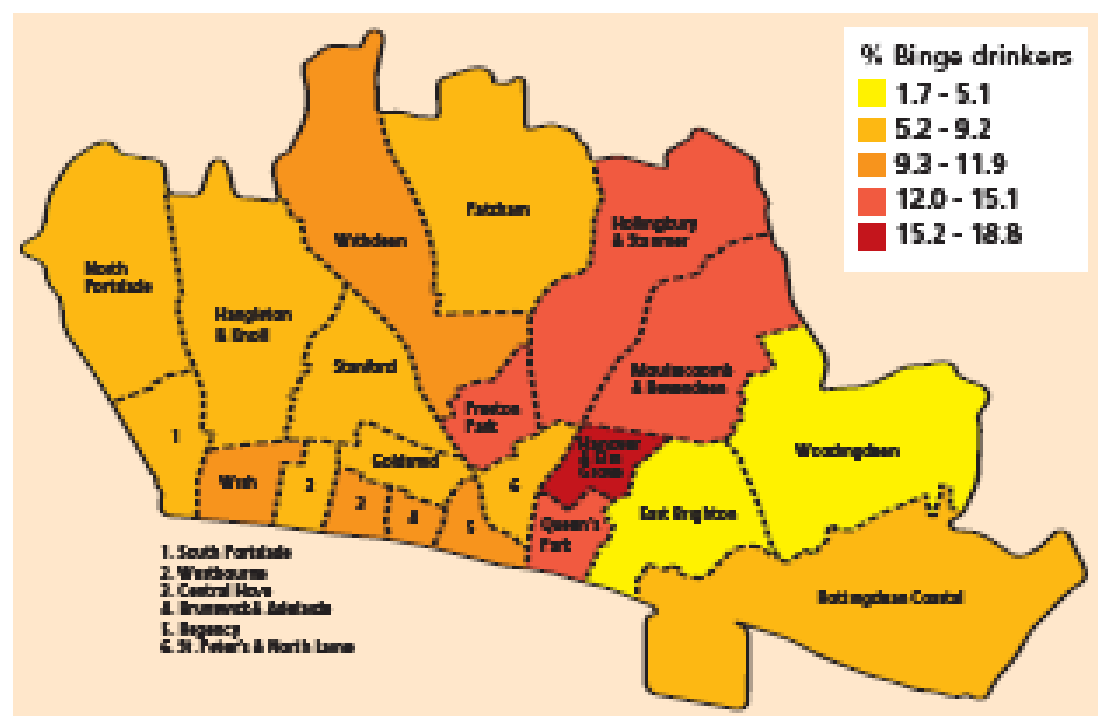 % Binge drinkers
1.7 - 5.1
5.2 - 9.2
9.3 - 11.9
12.0 - 15.1
15.2 - 18.8
Patcham
Withdean
Hollingbury
& Stanmer
North
Portslade
Hangleton
& Knoll
Stanford
Moulsecoomb
& Bevendean
Preston
Park
1
Hanover
& Elm
Grove
Woodingdean
Goldsmid
Wish
2
3
4
5
6
East Brighton
Queen's
Park
Rottingdean Coastal
1. South Portslade
2. Westbourne
3. Central Hove
4. Brunswick & Adelaide
5. Regency
6. St. Peter's & North Laine